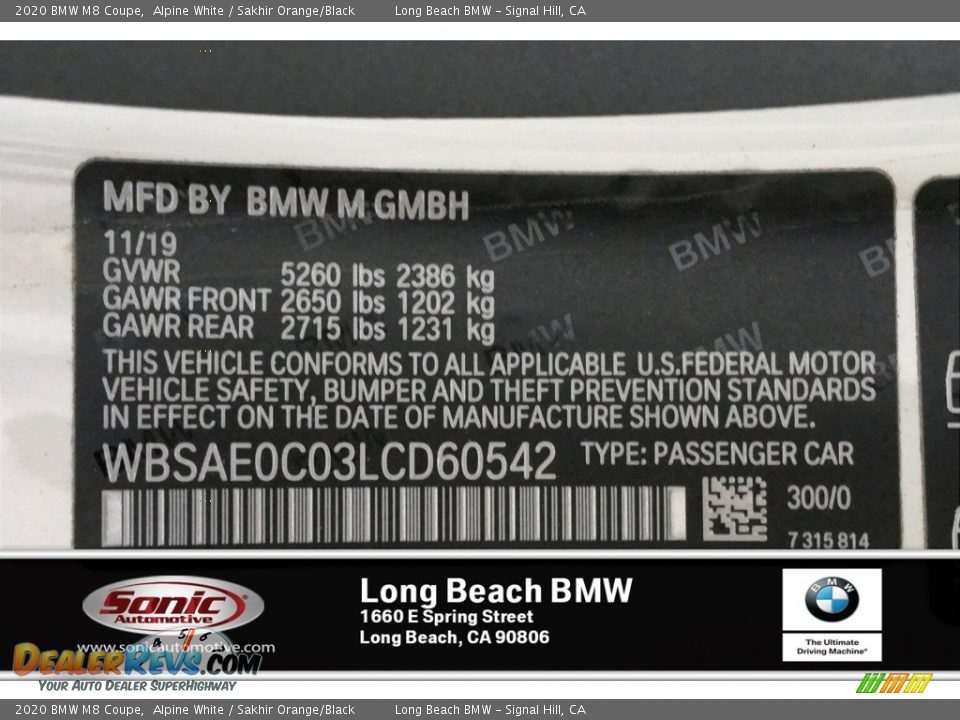 2020 BMW M8 Coupe, Alpine White / Sakhir Orange/Black Long Beach BMW - Signal Hill, CA
MFD BY BMW M GMBH
11/19
GVWR 5260 lbs 2386 kg
GAWR FRONT 2650 lbs 1202 kg
GAWR REAR 2715 lbs 1231 kg
THIS VEHICLE CONFORMS TO ALL APPLICABLE U.S.FEDERAL MOTOR
VEHICLE SAFETY, BUMPER AND THEFT PREVENTION STANDARDS
IN EFFECT ON THE DATE OF MANUFACTURE SHOWN ABOVE.
WBSAE0C03LCD60542 TYPE: PASSENGER CAR
300/0
7315814
Sonic
Automotive
www.sonicautomotive.com
Long Beach BMW
1660 E Spring Street
Long Beach, CA 90806
BMW
The Ultimate
Driving Machine®
DealerRevs.com
Your Auto Dealer SuperHighway
2020 BMW M8 Coupe, Alpine White / Sakhir Orange/Black Long Beach BMW - Signal Hill, CA